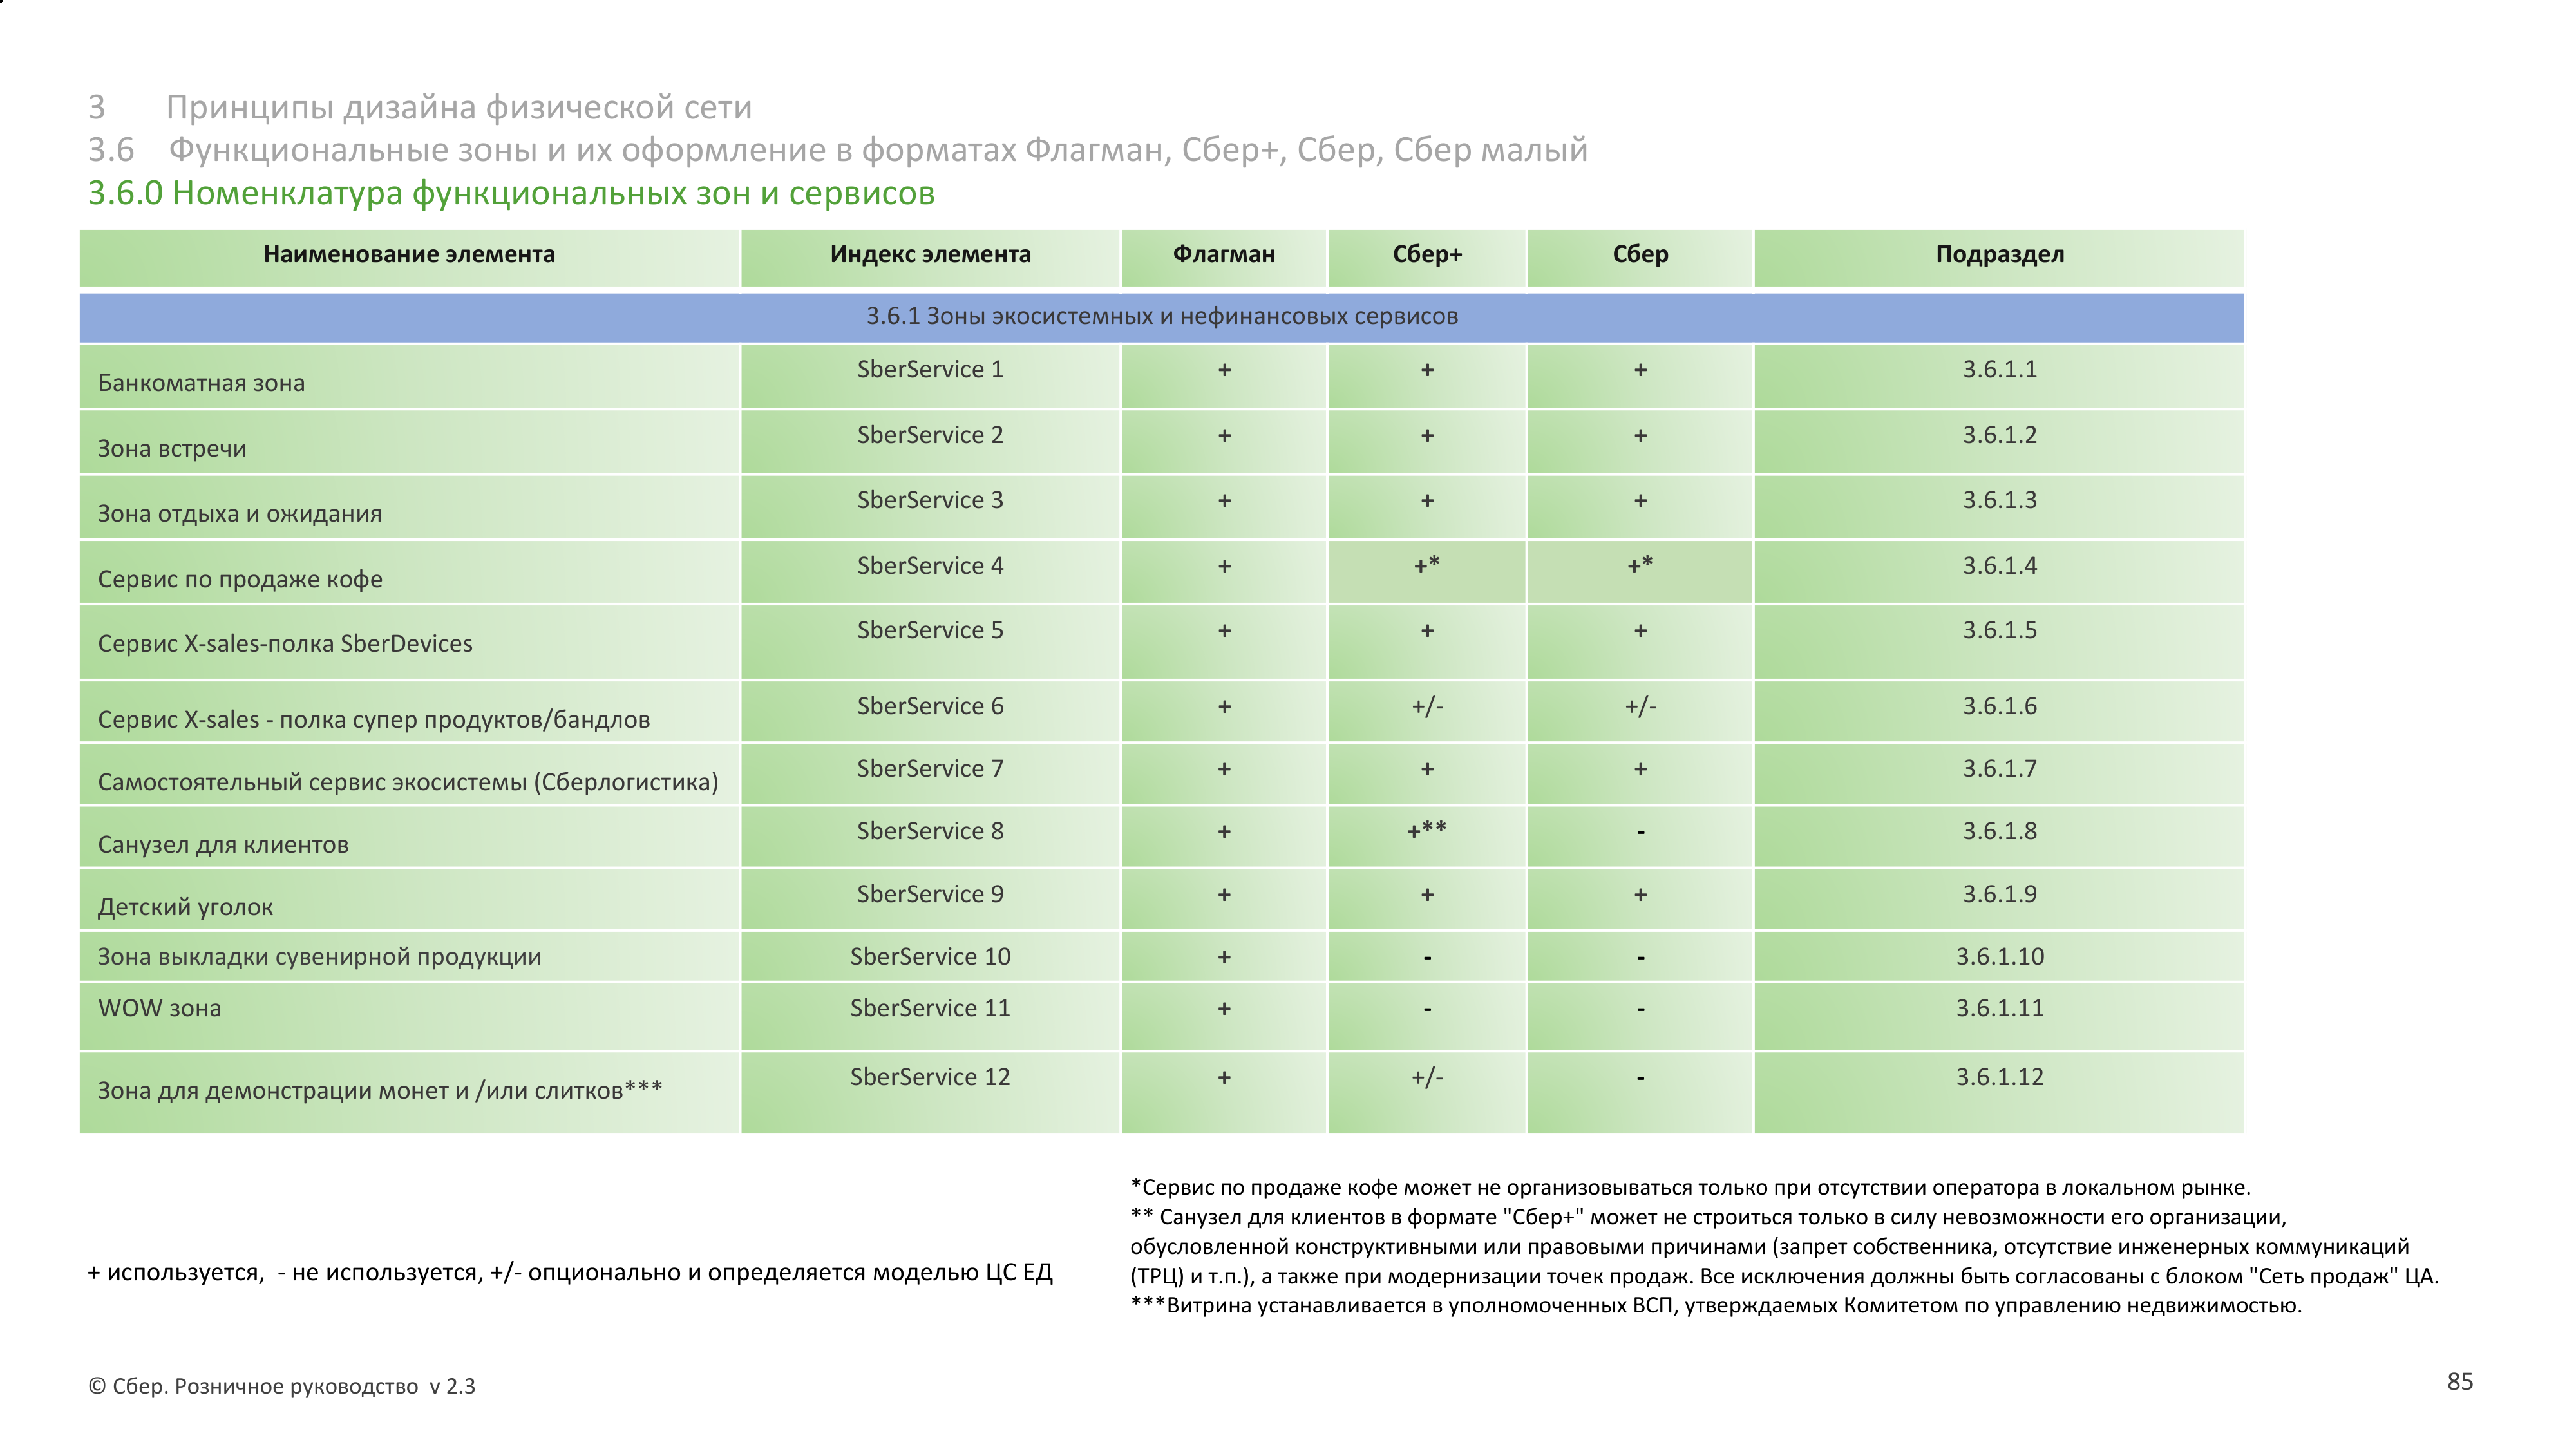 3 Принципы дизайна физической сети
3.6 Функциональные зоны и их оформление в форматах Флагман, Сбер+, Сбер, Сбер малый
3.6.0 Номенклатура функциональных зон и сервисов
Наименование элемента Индекс элемента Флагман Сбер+ Сбер Подраздел
3.6.1 Зоны экосистемных и нефинансовых сервисов
Банкоматная зона SberService 1 + + + 3.6.1.1
Зона встречи SberService 2 + + + 3.6.1.2
Зона отдыха и ожидания SberService 3 + + + 3.6.1.3
Сервис по продаже кофе SberService 4 + +* +* 3.6.1.4
Сервис X-sales-полка SberDevices SberService 5 + + + 3.6.1.5
Сервис X-sales - полка супер продуктов/бандлов SberService 6 + +/- +/- 3.6.1.6
Самостоятельный сервис экосистемы (Сберлогистика) SberService 7 + + + 3.6.1.7
Санузел для клиентов SberService 8 + +** - 3.6.1.8
Детский уголок SberService 9 + + + 3.6.1.9
Зона выкладки сувенирной продукции SberService 10 + - - 3.6.1.10
WOW зона SberService 11 + - - 3.6.1.11
Зона для демонстрации монет и /или слитков*** SberService 12 + +/- - 3.6.1.12
+ используется, - не используется, +/- опционально и определяется моделью ЦС ЕД
*Сервис по продаже кофе может не организовываться только при отсутствии оператора в локальном рынке.
** Санузел для клиентов в формате "Сбер+" может не строиться только в силу невозможности его организации,
обусловленной конструктивными или правовыми причинами (запрет собственника, отсутствие инженерных коммуникаций
(ТРЦ) и т.п.), а также при модернизации точек продаж. Все исключения должны быть согласованы с блоком "Сеть продаж" ЦА.
***Витрина устанавливается в уполномоченных ВСП, утверждаемых Комитетом по управлению недвижимостью.
© Сбер. Розничное руководство v 2.3
85